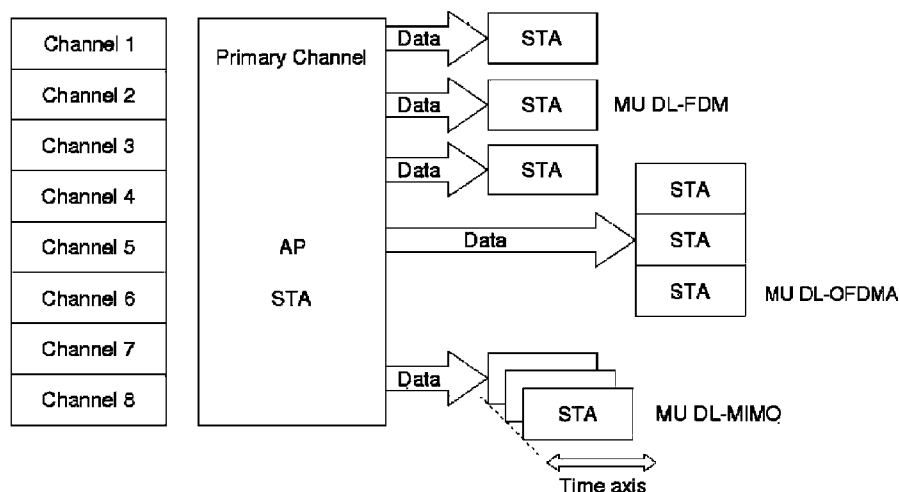 Channel 1
Channel 2
Channel 3
Channel 4
Channel 5
Channel 6
Channel 7
Channel 8
Primary Channel
AP
STA
Data
STA
Data
STA
MU DL-FDM
Data
STA
Data
STA
STA
STA
MU DL-OFDMA
Data
STA
MU DL-MIMO
Time axis